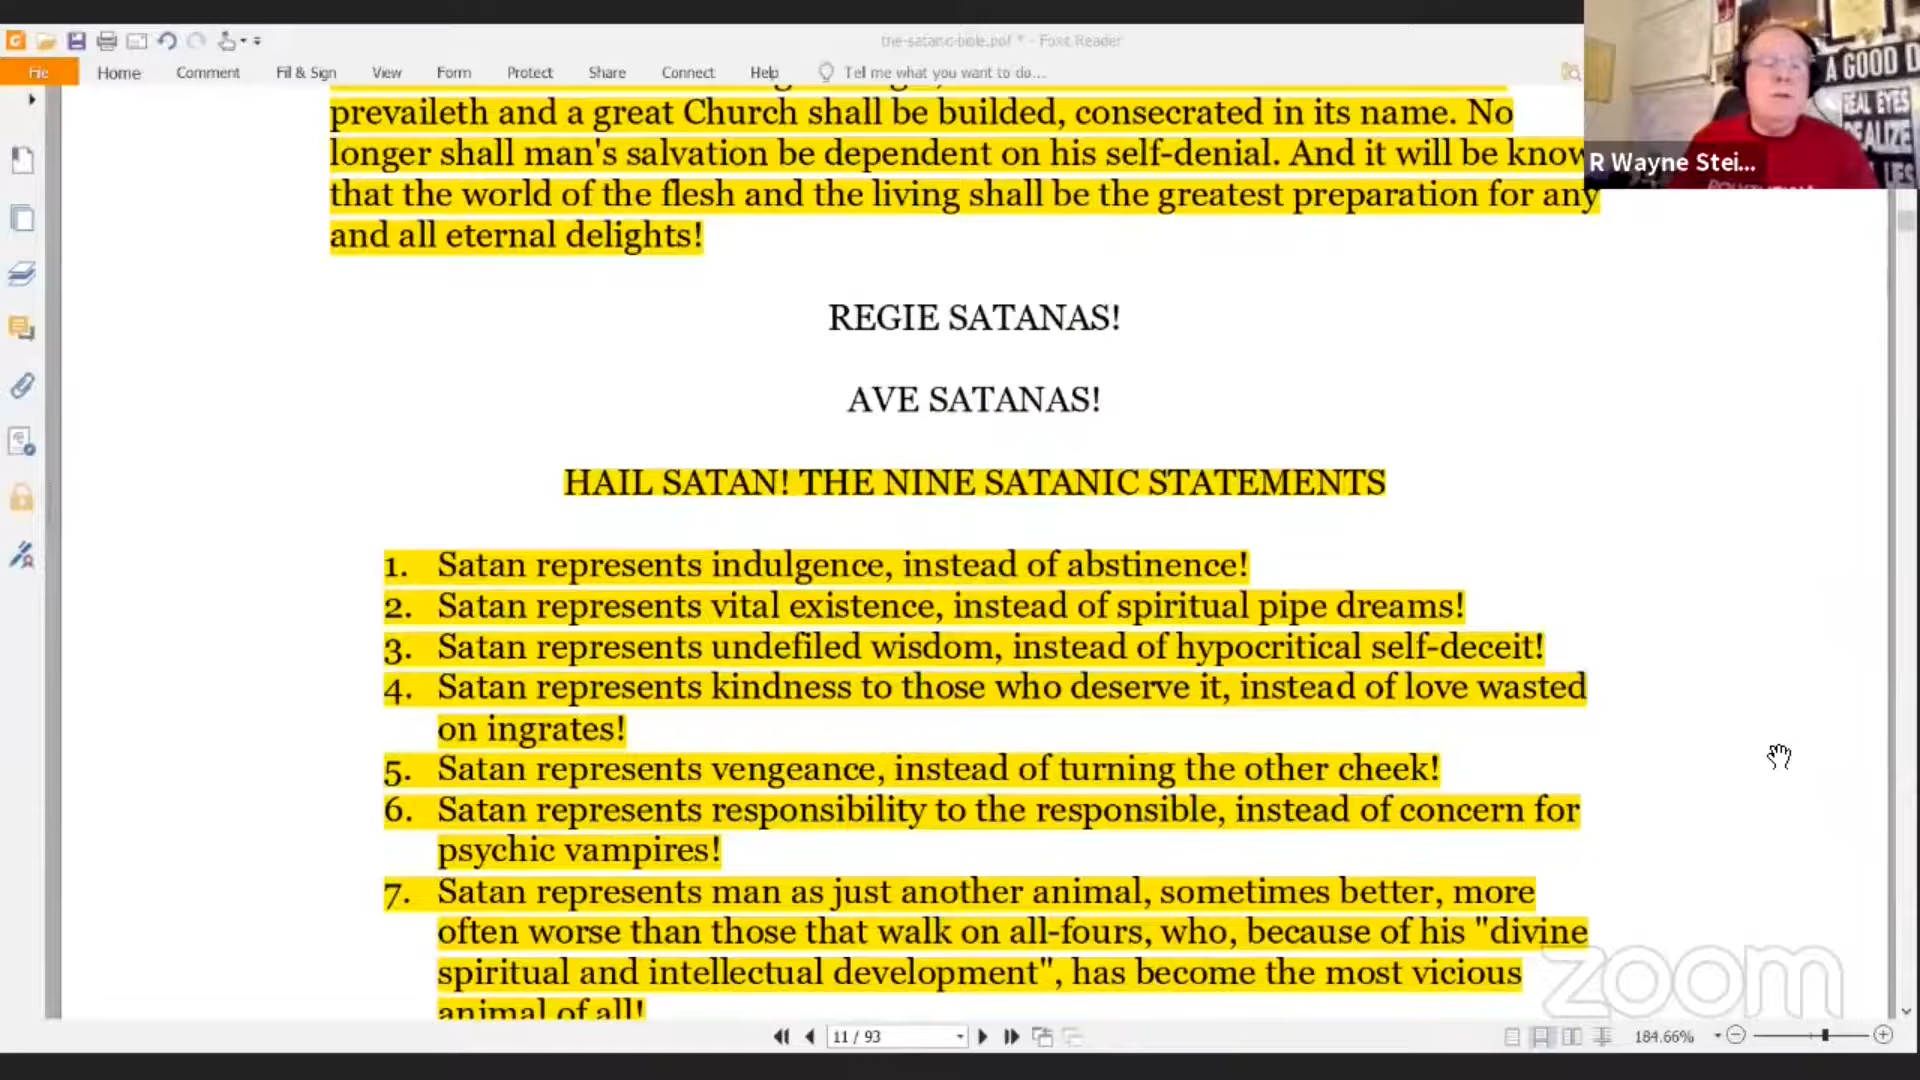 the-satanic-bible.pdf * - Foxit Reader
File Home Comment Fill & Sign View Form Protect Share Connect Help Tell me what you want to do...
prevaileth and a great Church shall be builded, consecrated in its name. No
longer shall man's salvation be dependent on his self-denial. And it will be know
that the world of the flesh and the living shall be the greatest preparation for any
and all eternal delights!
REGIE SATANAS!
AVE SATANAS!
HAIL SATAN! THE NINE SATANIC STATEMENTS
1. Satan represents indulgence, instead of abstinence!
2. Satan represents vital existence, instead of spiritual pipe dreams!
3. Satan represents undefiled wisdom, instead of hypocritical self-deceit!
4. Satan represents kindness to those who deserve it, instead of love wasted
on ingrates!
5. Satan represents vengeance, instead of turning the other cheek!
6. Satan represents responsibility to the responsible, instead of concern for
psychic vampires!
7. Satan represents man as just another animal, sometimes better, more
often worse than those that walk on all-fours, who, because of his "divine
spiritual and intellectual development", has become the most vicious
animal of all!
11 / 93
184.66%
A GOOD D
REAL EYES
REALIZE
LIES
R Wayne Stei...
zoom